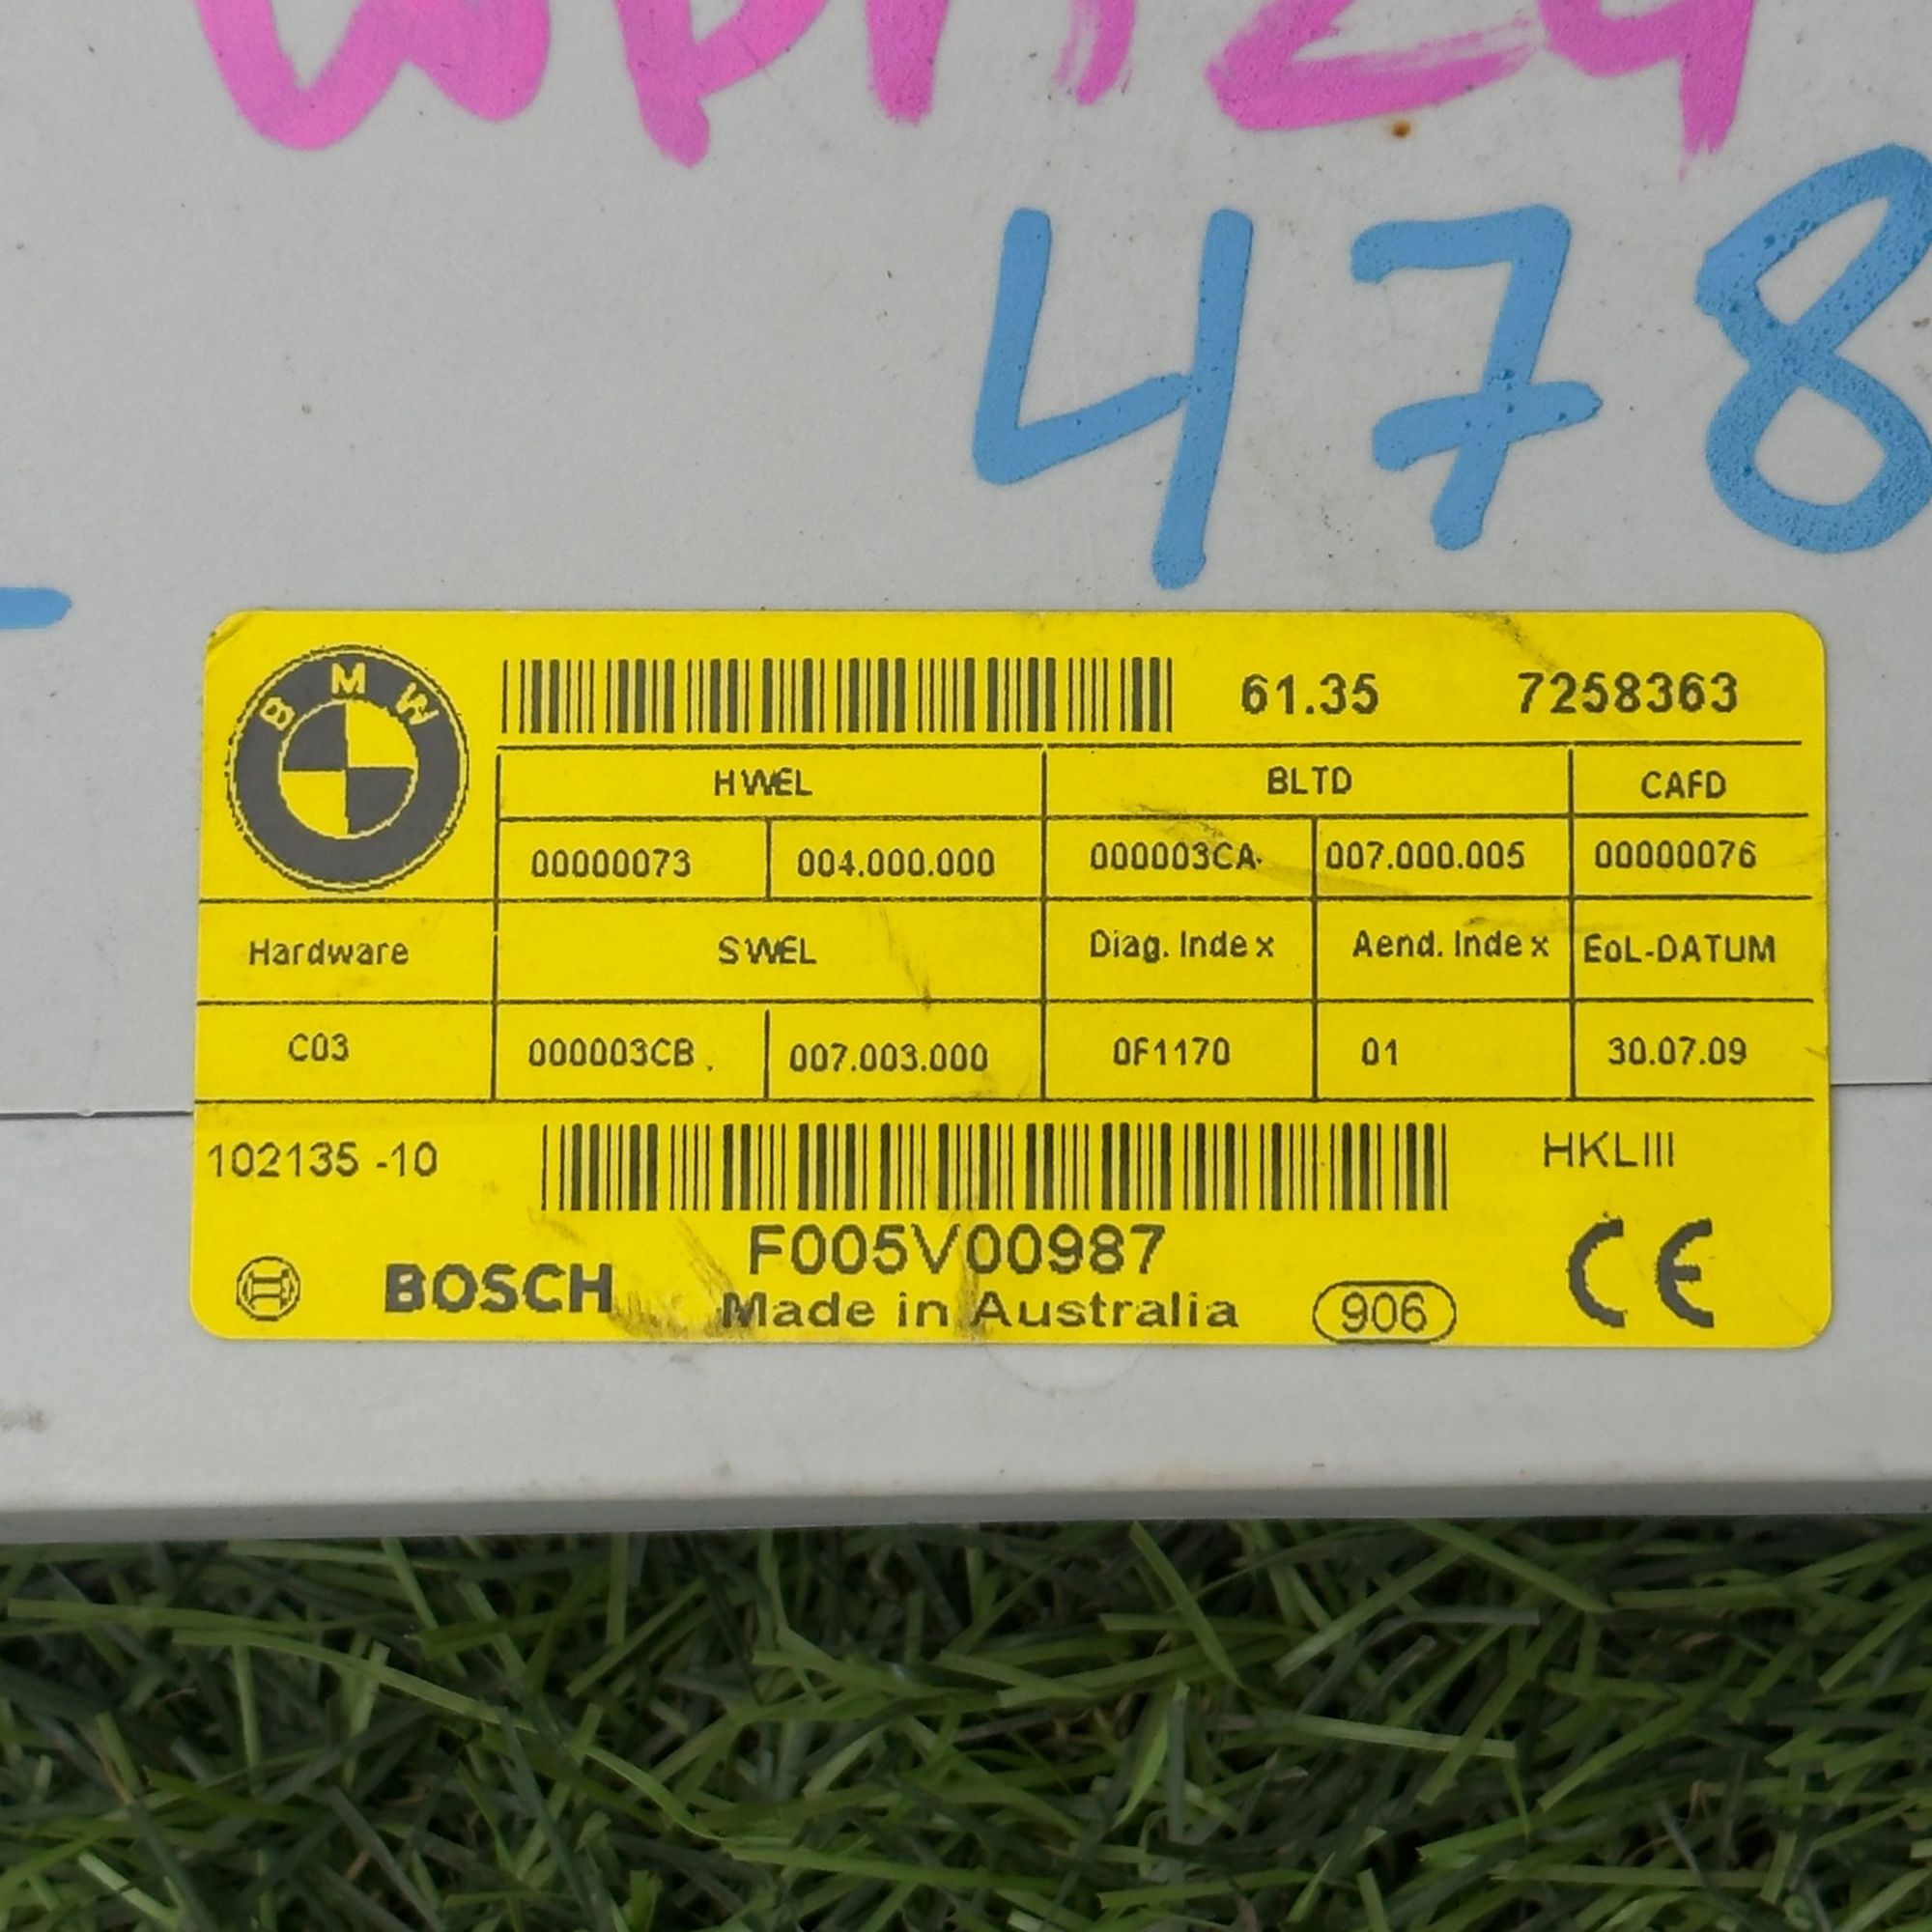 478
BMW
61.35 7258363
HWEL BLTD CAFD
00000073 004.000.000 000003CA 007.000.005 00000076
Hardware SWEL Diag. Index Aend. Index EoL-DATUM
C03 000003CB 007.003.000 0F1170 01 30.07.09
102135 -10 HKLIII
F005V00987
BOSCH Made in Australia 906 CE